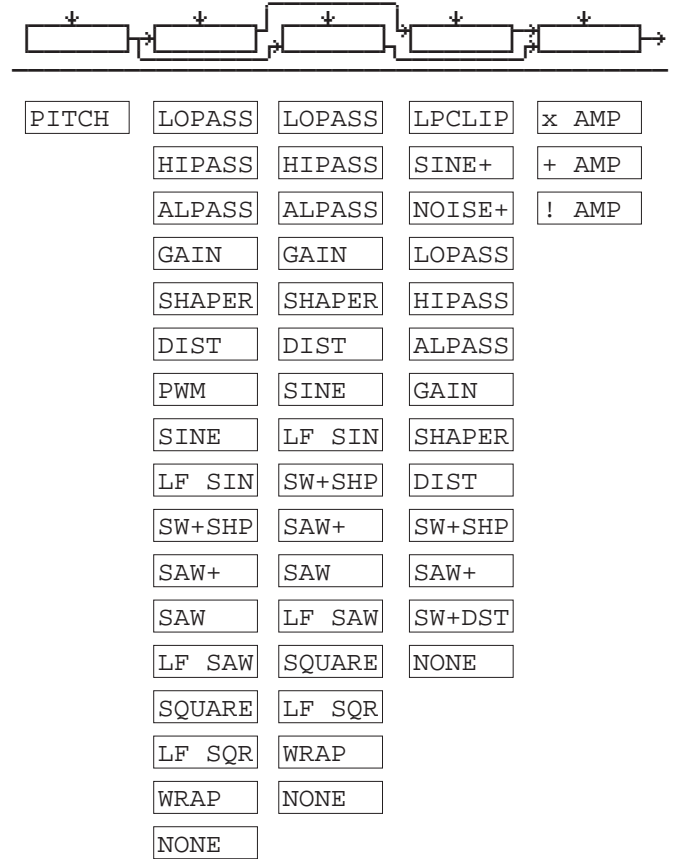 PITCH LOPASS LOPASS LPCLIP x AMP
HIPASS HIPASS SINE+ + AMP
ALPASS ALPASS NOISE+ ! AMP
GAIN GAIN LOPASS
SHAPER SHAPER HIPASS
DIST DIST ALPASS
PWM SINE GAIN
SINE LF SIN SHAPER
LF SIN SW+SHP DIST
SW+SHP SAW+ SW+SHP
SAW+ SAW SAW+
SAW LF SAW SW+DST
LF SAW SQUARE NONE
SQUARE LF SQR
LF SQR WRAP
WRAP NONE
NONE